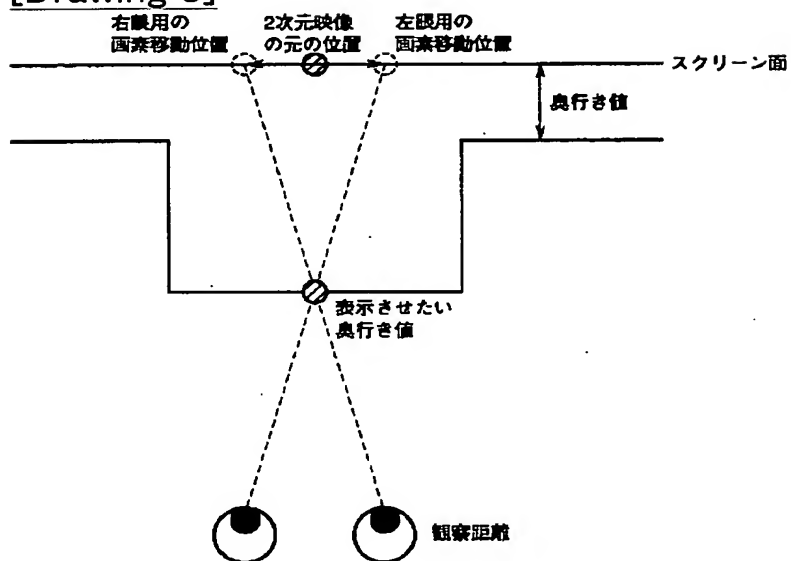 右眼用の
画素移動位置
2次元映像
の元の位置
左眼用の
画素移動位置
スクリーン面
奥行き値
表示させたい
奥行き値
観察距離